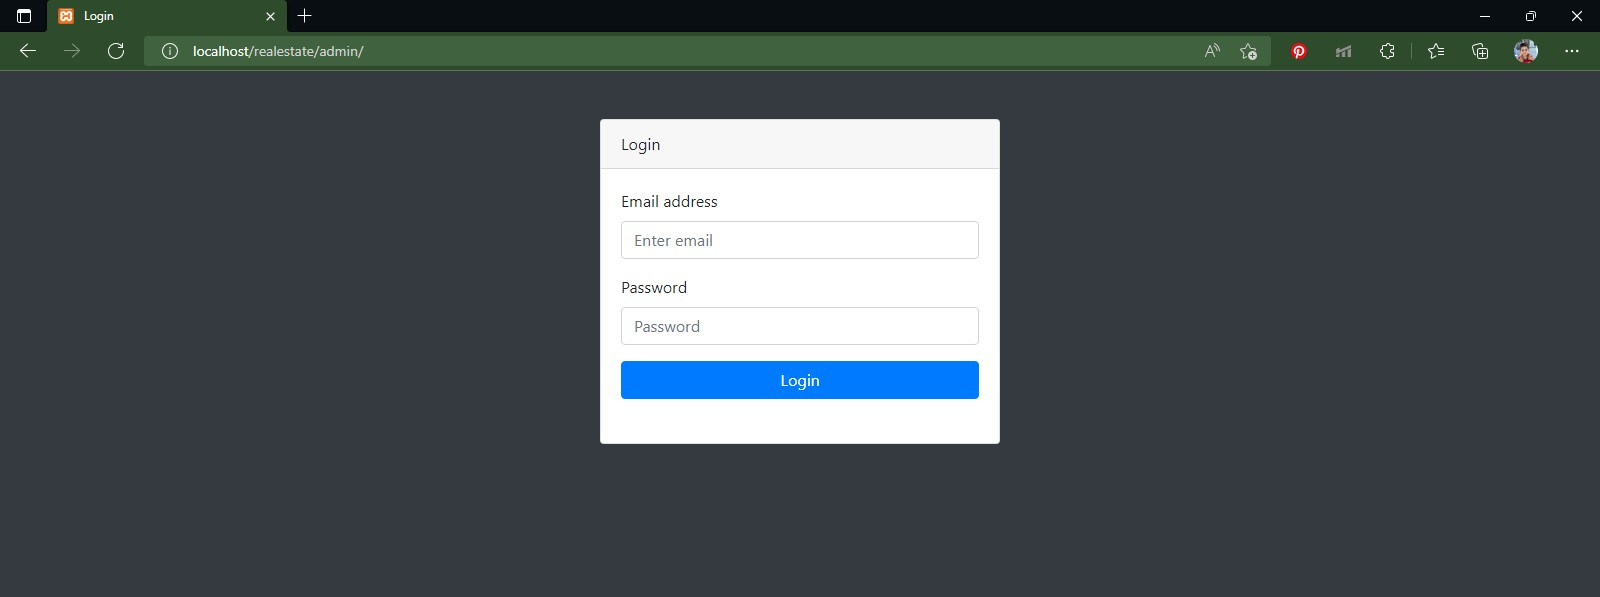 Login
localhost/realestate/admin/
Login
Email address
Enter email
Password
Password
Login